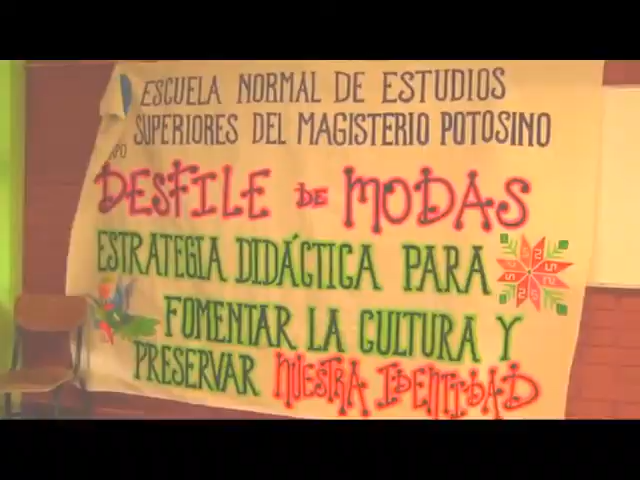 ESCUELA NORMAL DE ESTUDIOS
SUPERIORES DEL MAGISTERIO POTOSINO
DESFILE DE MODAS
ESTRATEGIA DIDÁCTICA PARA
FOMENTAR LA CULTURA Y
PRESERVAR NUESTRA IDENTIDAD